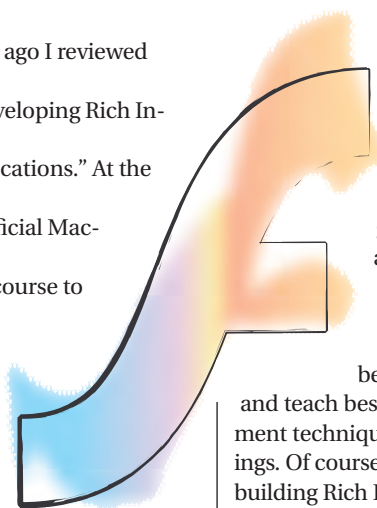 ago I reviewed
veloping Rich In-
cations.” At the
ficial Mac-
course to
be
and teach bes
ment techniqu
ings. Of course
building Rich I